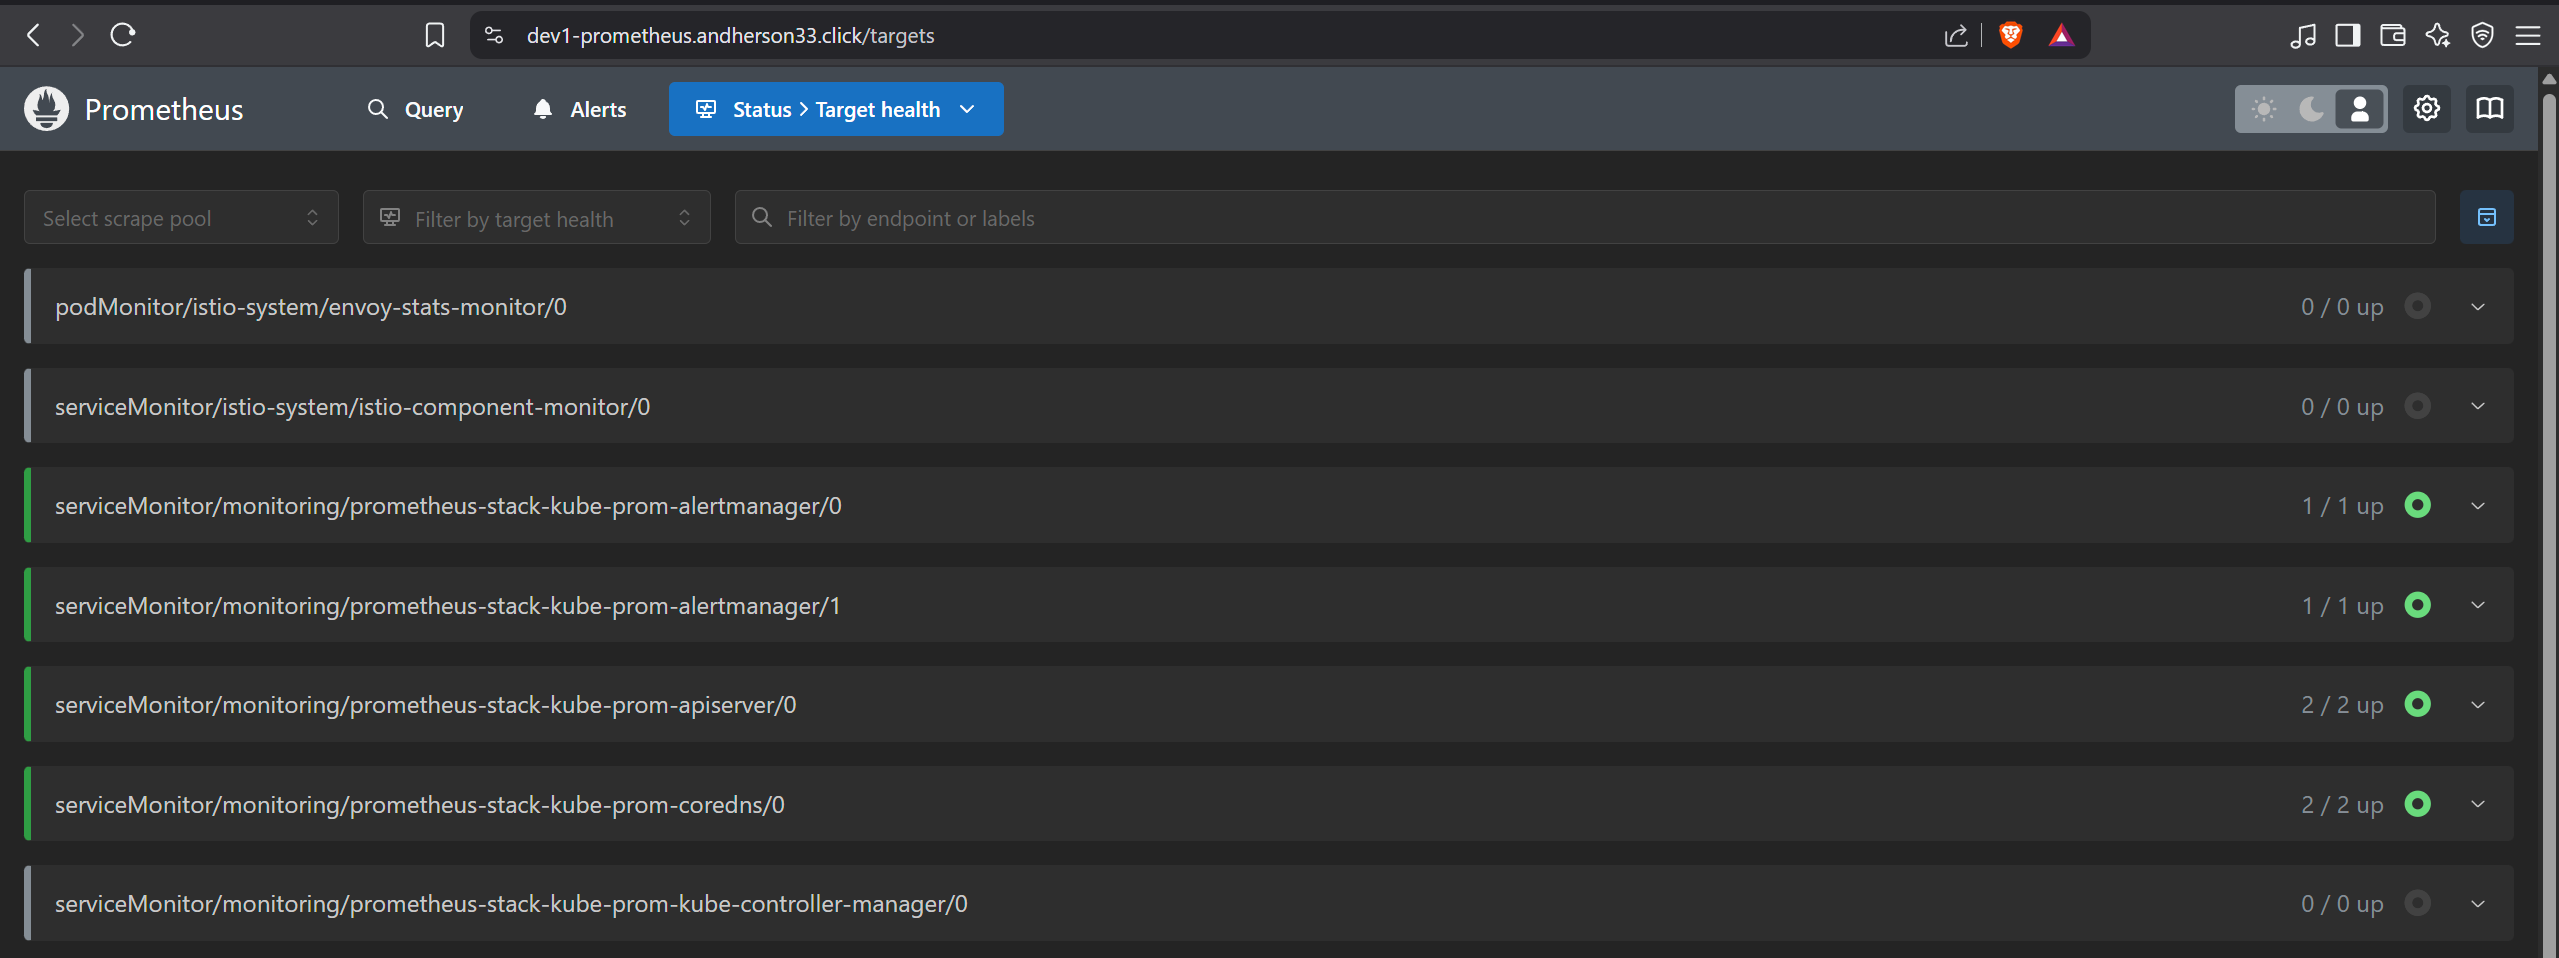 dev1-prometheus.andherson33.click/targets
Prometheus
Query
Alerts
Status > Target health
Select scrape pool
Filter by target health
Filter by endpoint or labels
podMonitor/istio-system/envoy-stats-monitor/0
0 / 0 up
serviceMonitor/istio-system/istio-component-monitor/0
0 / 0 up
serviceMonitor/monitoring/prometheus-stack-kube-prom-alertmanager/0
1 / 1 up
serviceMonitor/monitoring/prometheus-stack-kube-prom-alertmanager/1
1 / 1 up
serviceMonitor/monitoring/prometheus-stack-kube-prom-apiserver/0
2 / 2 up
serviceMonitor/monitoring/prometheus-stack-kube-prom-coredns/0
2 / 2 up
serviceMonitor/monitoring/prometheus-stack-kube-prom-kube-controller-manager/0
0 / 0 up